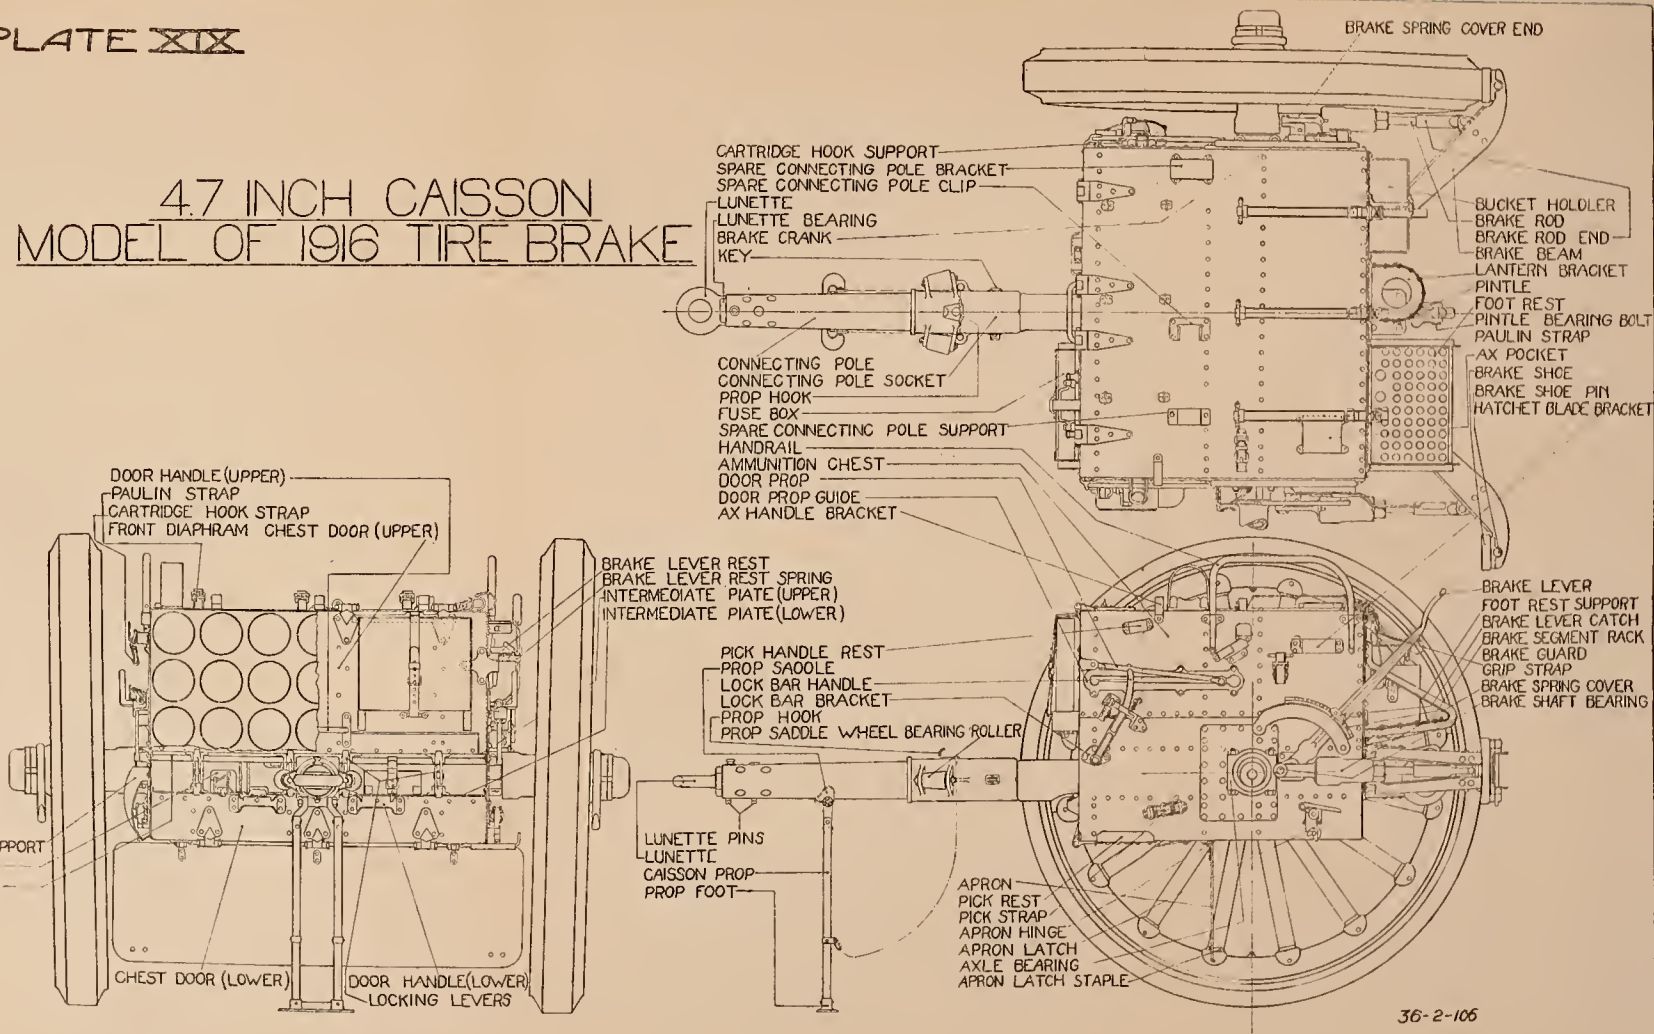 PLATE XIX
4.7 INCH CAISSON
MODEL OF 1916 TIRE BRAKE
BRAKE SPRING COVER END
CARTRIDGE HOOK SUPPORT
SPARE CONNECTING POLE BRACKET
SPARE CONNECTING POLE CLIP
LUNETTE
LUNETTE BEARING
BRAKE CRANK
KEY
CONNECTING POLE
CONNECTING POLE SOCKET
PROP HOOK
FUSE BOX
SPARE CONNECTING POLE SUPPORT
HANDRAIL
AMMUNITION CHEST
DOOR PROP
DOOR PROP GUIDE
AX HANDLE BRACKET
BUCKET HOLDLER
BRAKE ROD
BRAKE ROD END
BRAKE BEAM
LANTERN BRACKET
PINTLE
FOOT REST
PINTLE BEARING BOLT
PAULIN STRAP
AX POCKET
BRAKE SHOE
BRAKE SHOE PIN
HATCHET BLADE BRACKET
DOOR HANDLE (UPPER)
PAULIN STRAP
CARTRIDGE HOOK STRAP
FRONT DIAPHRAM CHEST DOOR (UPPER)
BRAKE LEVER REST
BRAKE LEVER REST SPRING
INTERMEDIATE PLATE (UPPER)
INTERMEDIATE PLATE (LOWER)
PPORT
CHEST DOOR (LOWER)
DOOR HANDLE (LOWER)
LOCKING LEVERS
PICK HANDLE REST
PROP SADDLE
LOCK BAR HANDLE
LOCK BAR BRACKET
PROP HOOK
PROP SADDLE WHEEL BEARING ROLLER
LUNETTE PINS
LUNETTE
CAISSON PROP
PROP FOOT
BRAKE LEVER
FOOT REST SUPPORT
BRAKE LEVER CATCH
BRAKE SEGMENT RACK
BRAKE GUARD
GRIP STRAP
BRAKE SPRING COVER
BRAKE SHAFT BEARING
APRON
PICK REST
PICK STRAP
APRON HINGE
APRON LATCH
AXLE BEARING
APRON LATCH STAPLE
36-2-106